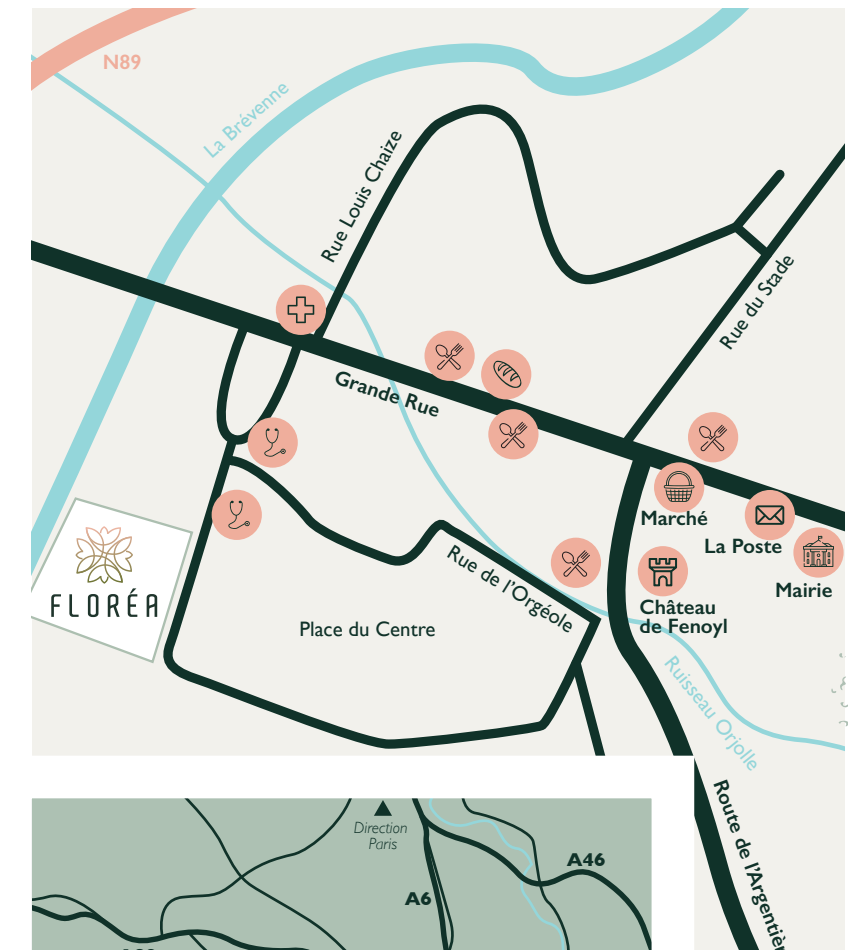 N89
La Brévenne
Rue Louis Chaize
Rue du Stade
Grande Rue
Marché
La Poste
Mairie
FLORÉA
Rue de l'Orgéole
Château
de Fenoyl
Place du Centre
Ruisseau Orjolle
Route de l'Argentièr
Direction
Paris
A46
A6